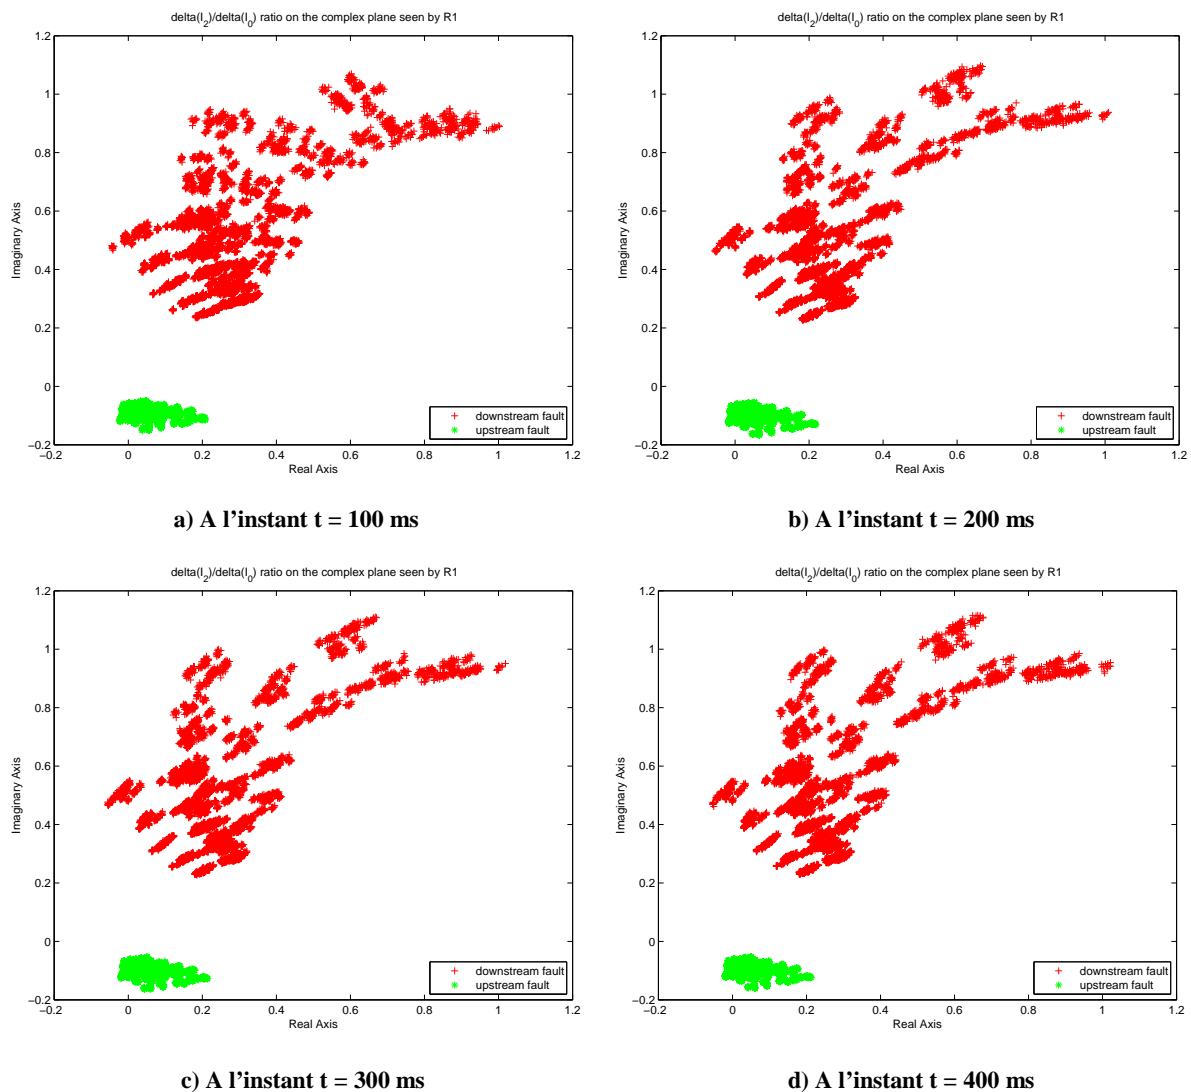 delta(I2)/delta(I0) ratio on the complex plane seen by R1
1.2
1
0.8
0.6
0.4
0.2
0
−0.2
Imaginary Axis
−0.2 0 0.2 0.4 0.6 0.8 1 1.2
Real Axis
downstream fault
upstream fault
a) A l'instant t = 100 ms
delta(I2)/delta(I0) ratio on the complex plane seen by R1
1.2
1
0.8
0.6
0.4
0.2
0
−0.2
Imaginary Axis
−0.2 0 0.2 0.4 0.6 0.8 1 1.2
Real Axis
downstream fault
upstream fault
b) A l'instant t = 200 ms
delta(I2)/delta(I0) ratio on the complex plane seen by R1
1.2
1
0.8
0.6
0.4
0.2
0
−0.2
Imaginary Axis
−0.2 0 0.2 0.4 0.6 0.8 1 1.2
Real Axis
downstream fault
upstream fault
c) A l'instant t = 300 ms
delta(I2)/delta(I0) ratio on the complex plane seen by R1
1.2
1
0.8
0.6
0.4
0.2
0
−0.2
Imaginary Axis
−0.2 0 0.2 0.4 0.6 0.8 1 1.2
Real Axis
downstream fault
upstream fault
d) A l'instant t = 400 ms